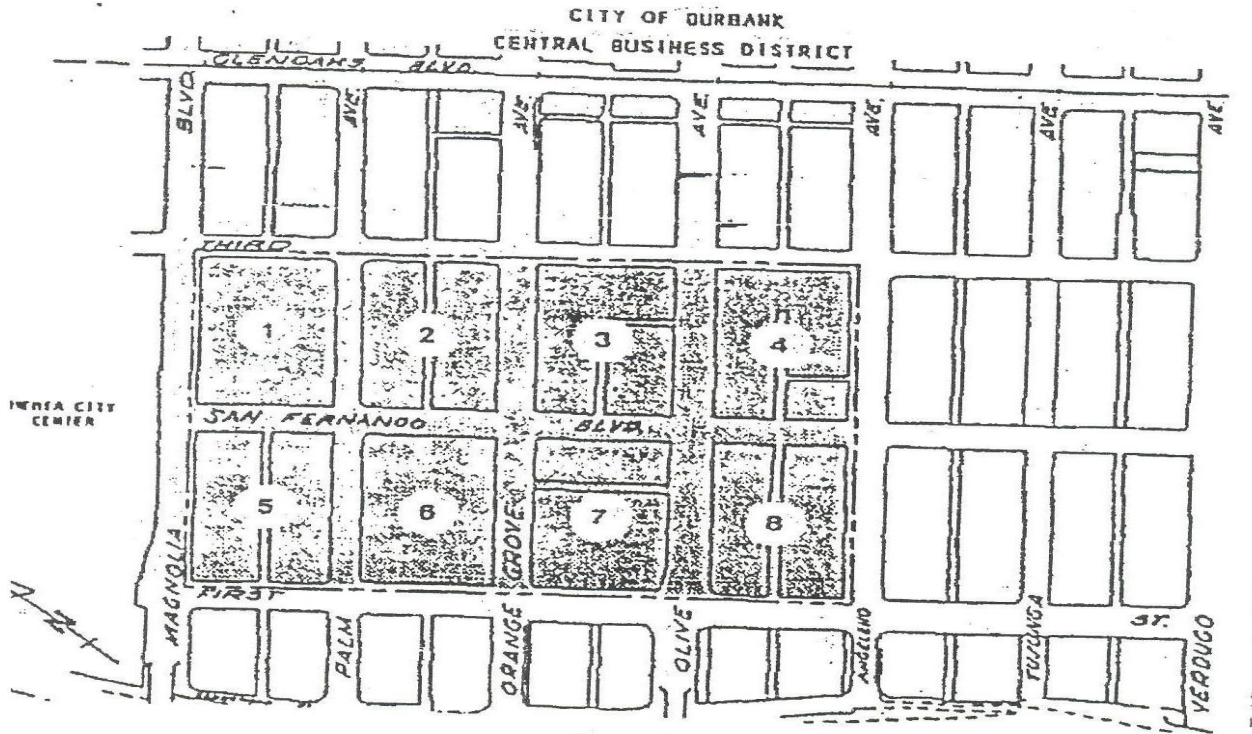 CITY OF BURBANK
CENTRAL BUSINESS DISTRICT
GLENOAKS BLVD.
BLVD.
AVE.
AVE.
AVE.
AVE.
AVE.
AVE.
THIRD
1
2
3
4
CITY
CENTER
SAN FERNANDO BLVD.
5
6
7
8
MAGNOLIA
FIRST
ST.
PALM
ORANGE GROVE
OLIVE
ANGELENO
TUJUNGA
VERDUGO
N